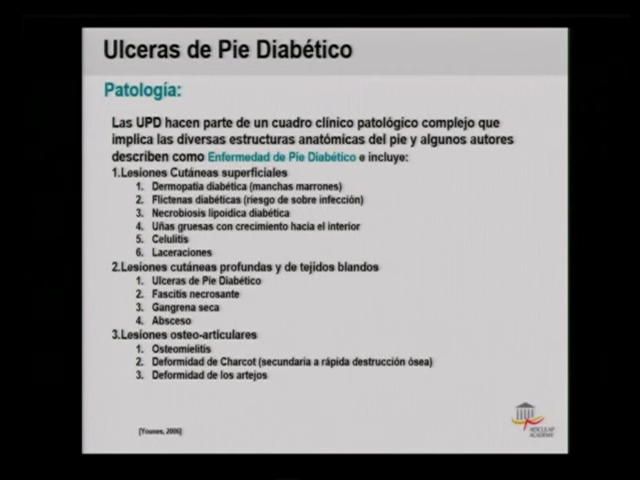 Ulceras de Pie Diabético
Patología:
Las UPD hacen parte de un cuadro clínico patológico complejo que
implica las diversas estructuras anatómicas del pie y algunos autores
describen como Enfermedad de Pie Diabético e incluye:
1.Lesiones Cutáneas superficiales
1. Dermopatía diabética (manchas marrones)
2. Flictenas diabéticas (riesgo de sobre infección)
3. Necrobiosis lipoídica diabética
4. Uñas gruesas con crecimiento hacia el interior
5. Celulitis
6. Laceraciones
2.Lesiones cutáneas profundas y de tejidos blandos
1. Ulceras de Pie Diabético
2. Fascitis necrosante
3. Gangrena seca
4. Absceso
3.Lesiones osteo-articulares
1. Osteomielitis
2. Deformidad de Charcot (secundaria a rápida destrucción ósea)
3. Deformidad de los artejos
[Younes, 2006]
AESCULAP
ACADEMY